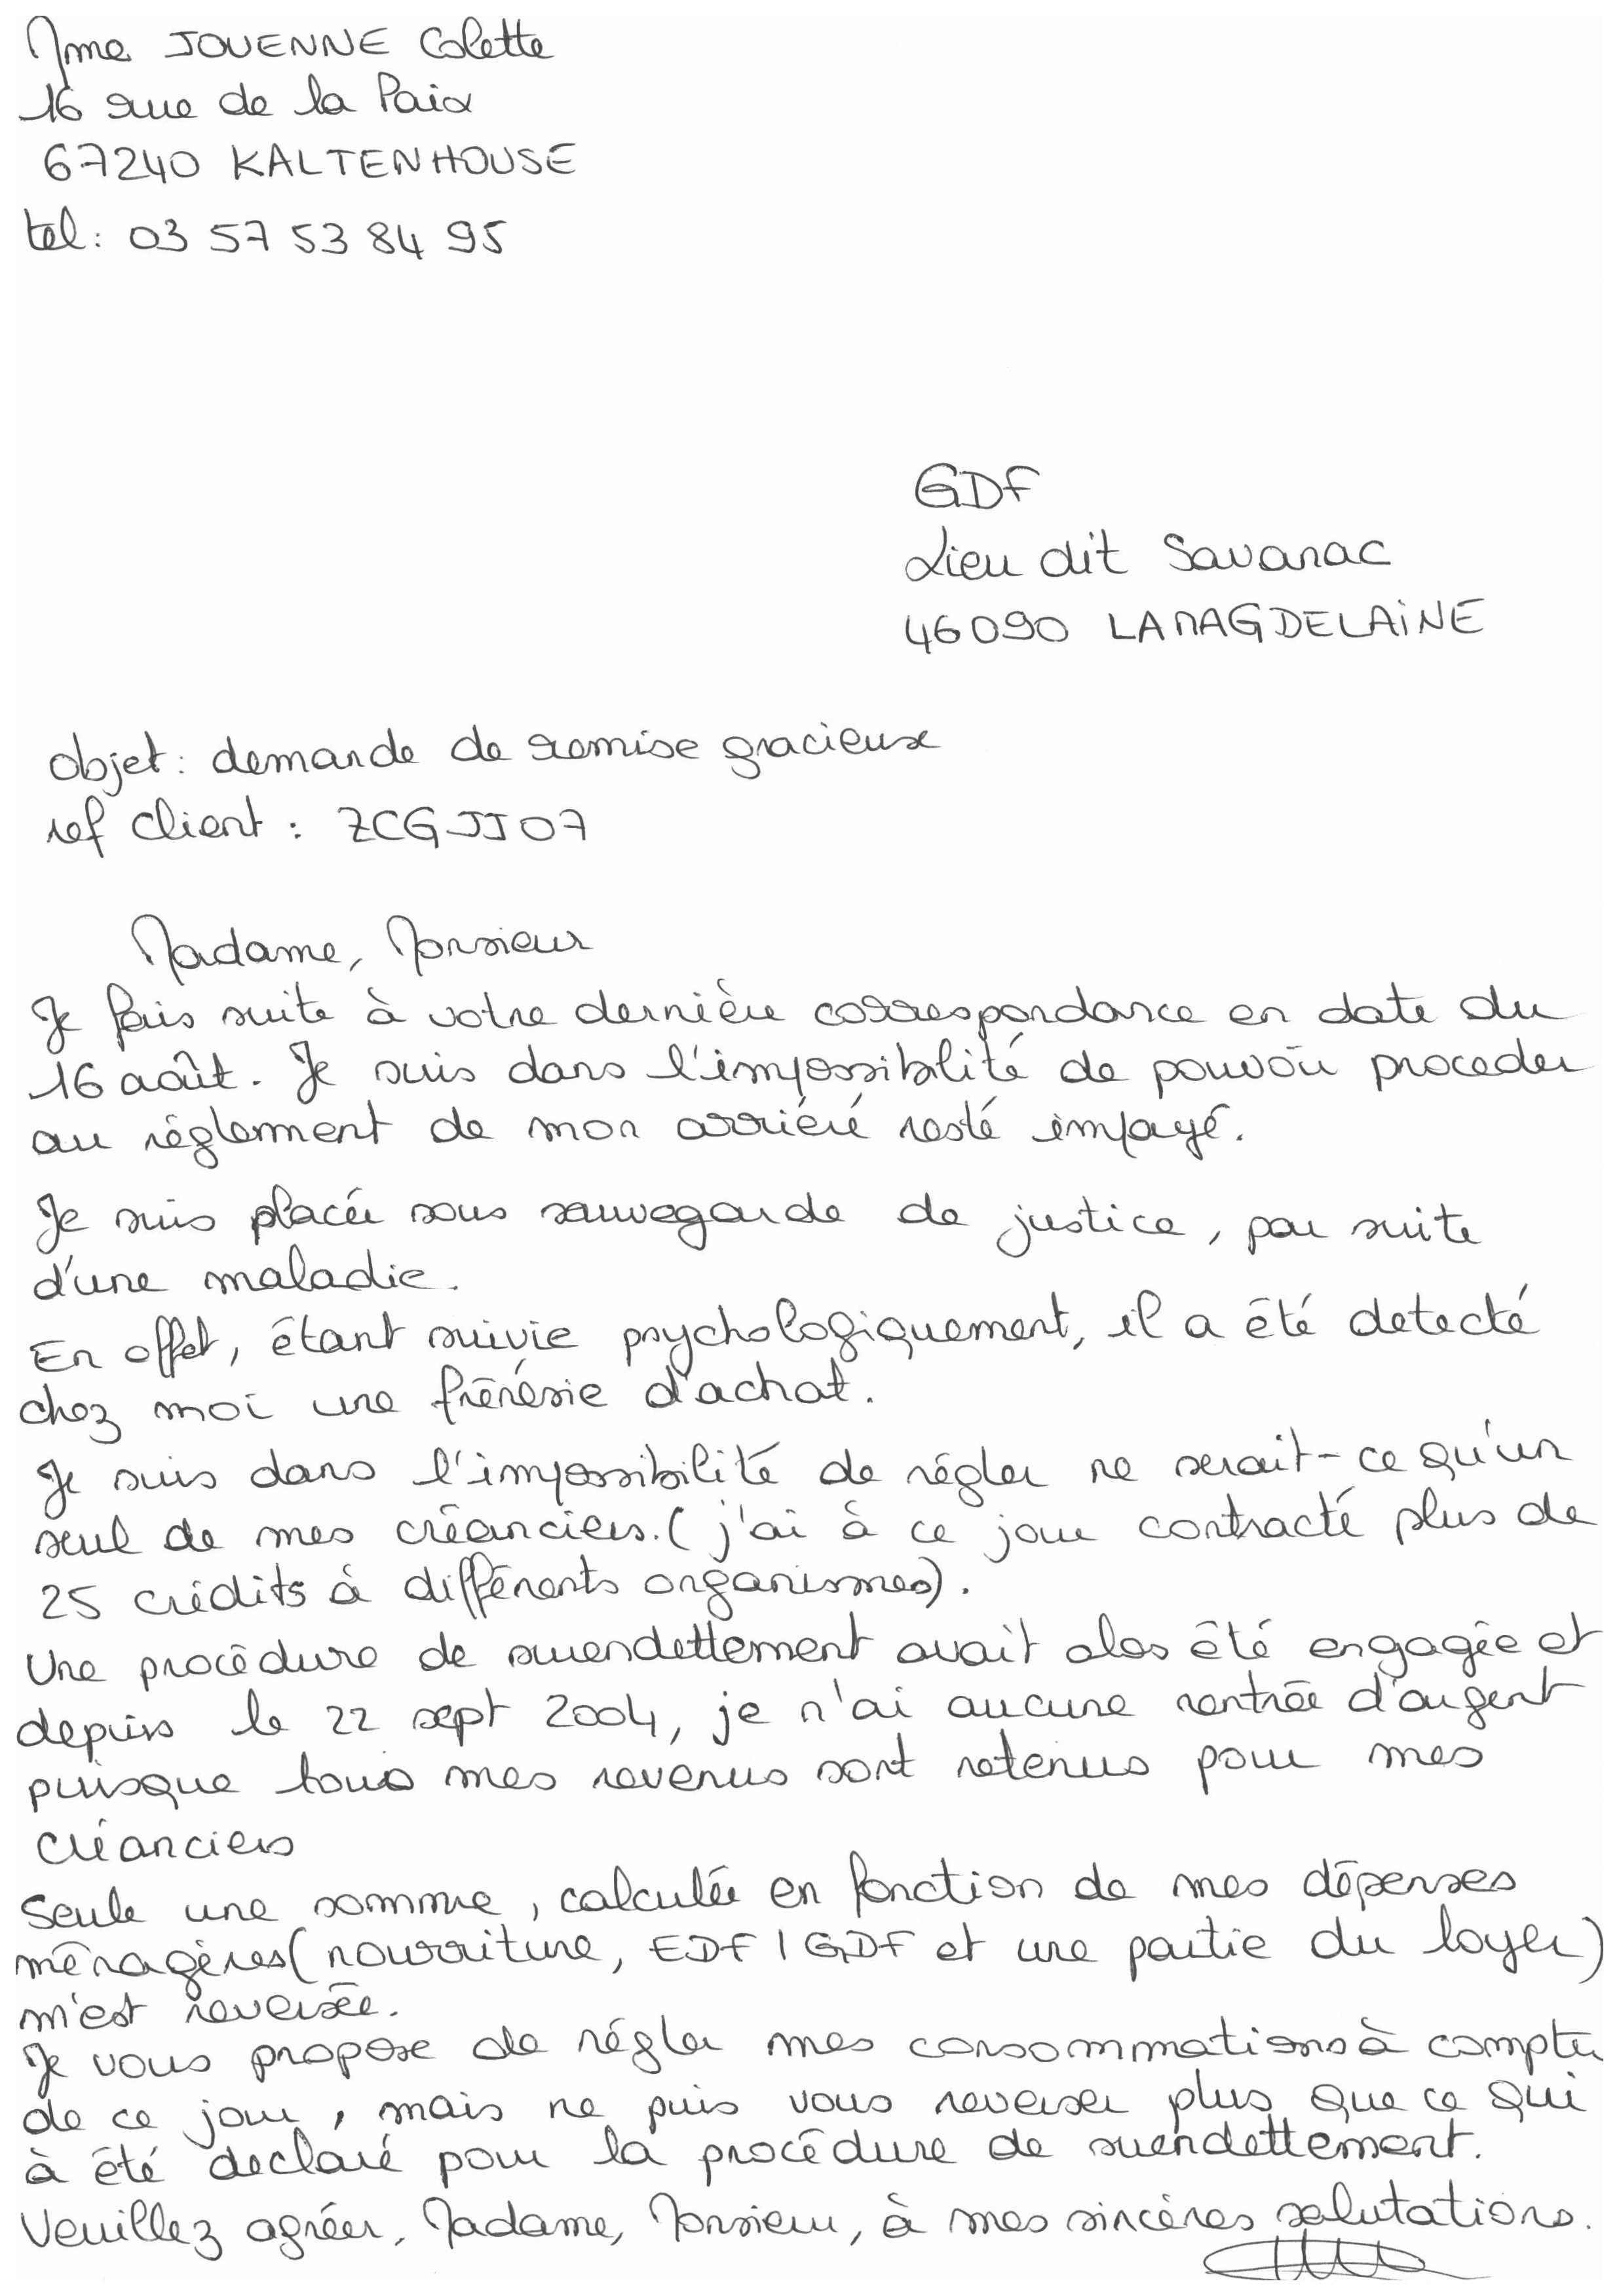 Mme JOUENNE Colette
16 rue de la Paix
67240 KALTENHOUSE
tel: 03 57 53 84 95
GDF
Lieu dit Savanac
46090 LAMAGDELAINE
objet: demande de remise gracieuse
ref client : ZCGJJ07
Madame, Monsieur
Je fais suite à votre dernière correspondance en date du
16 août. Je suis dans l'impossibilité de pouvoir proceder
au réglement de mon arriéré resté impayé.
Je suis placée sous sauvegarde de justice, par suite
d'une maladie.
En effet, étant suivie psychologiquement, il a été detecté
chez moi une frénésie d'achat.
Je suis dans l'impossibilité de régler ne serait-ce qu'un
seul de mes créanciers. (j'ai à ce jour contracté plus de
25 crédits à différents organismes).
Une procédure de surendettement avait alos été engagée et
depuis le 22 sept 2004, je n'ai aucune rentrée d'argent
puisque tous mes revenus sont retenus pour mes
créanciers
Seule une somme, calculée en fonction de mes dépenses
ménagères (nourriture, EDF / GDF et une partie du loyer)
m'est reversée.
Je vous propose de régler mes consommations à compter
de ce jour, mais ne puis vous reverser plus que ce qui
à été declaré pour la procédure de surendettement.
Veuillez agréer, Madame, Monsieur, à mes sincères salutations.